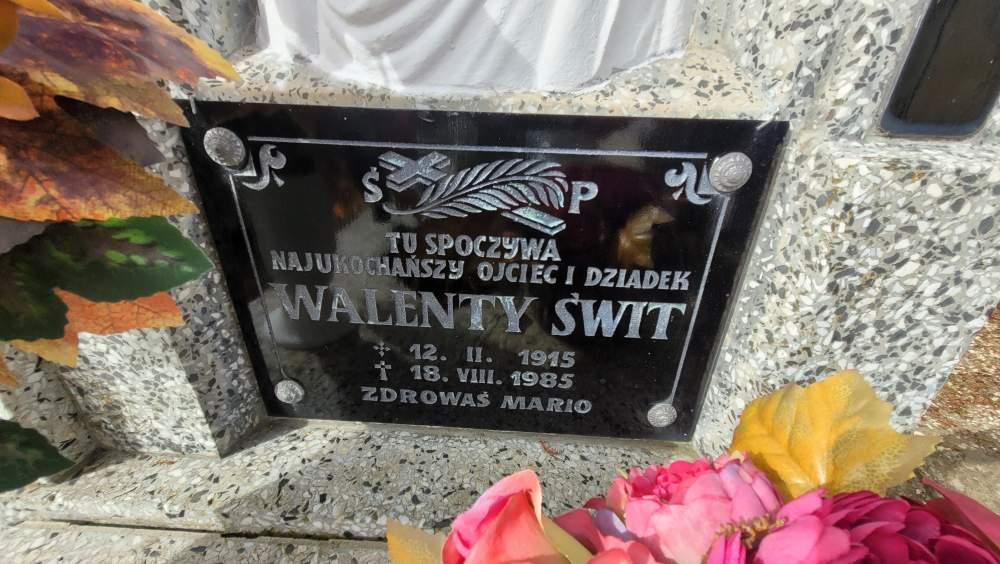 Ś P
TU SPOCZYWA
NAJUKOCHAŃSZY OJCIEC I DZIADEK
WALENTY ŚWIT
12. II. 1915
† 18. VIII. 1985
ZDROWAŚ MARIO